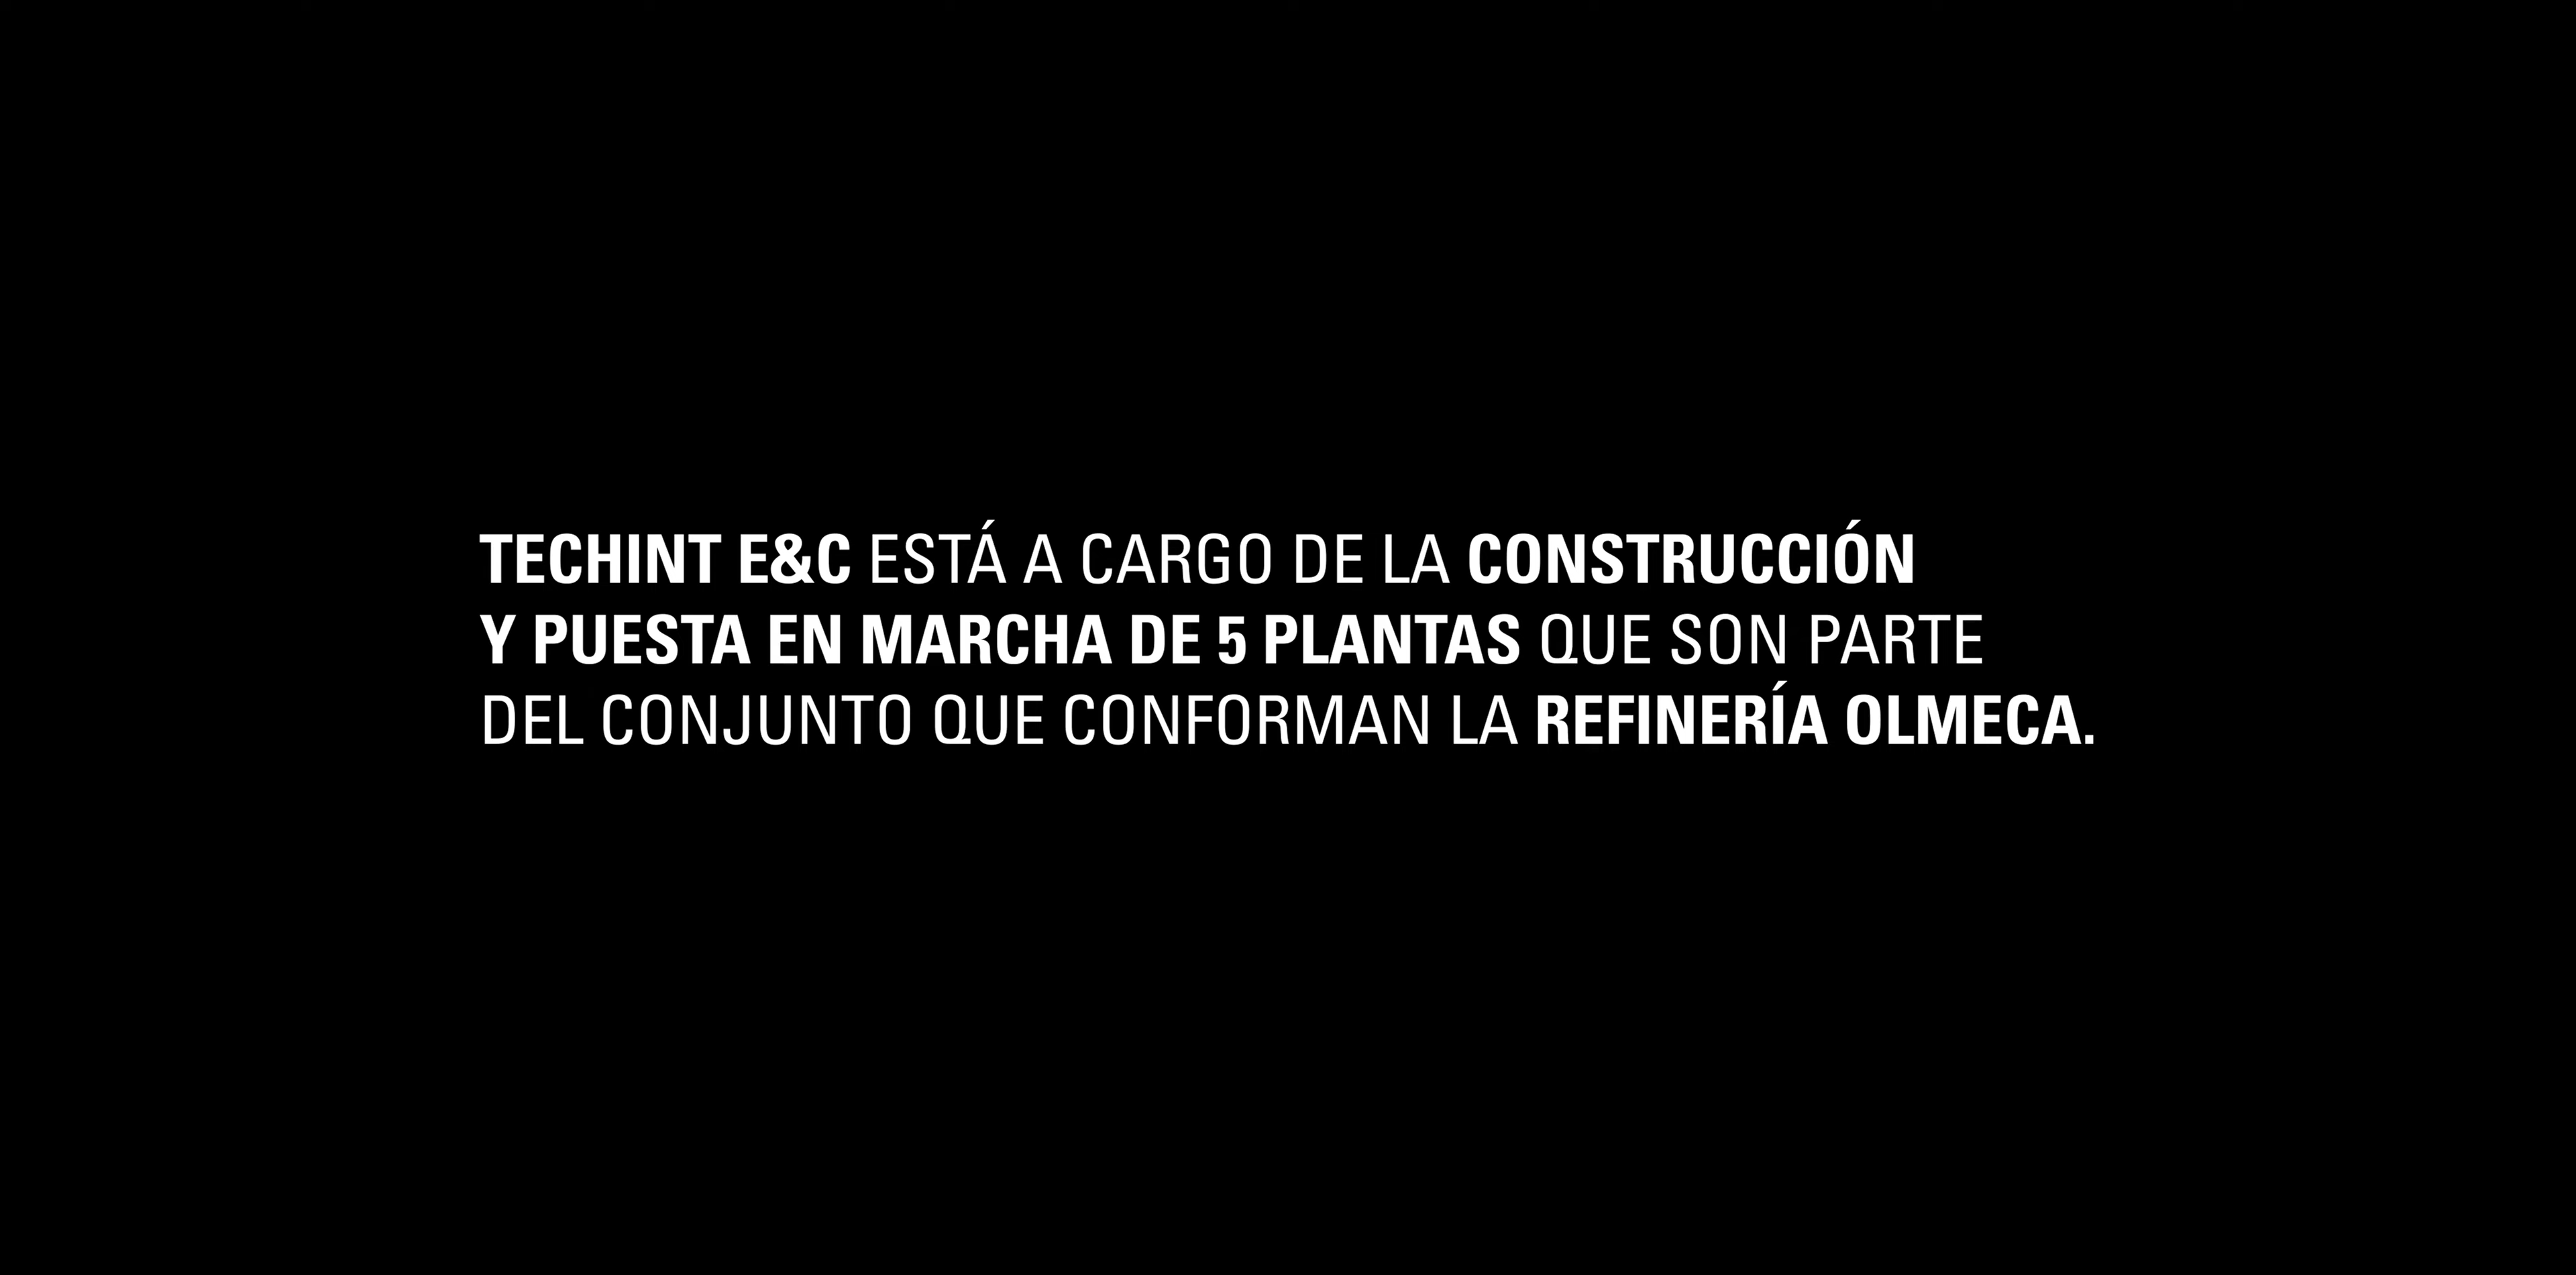 TECHINT E&C ESTÁ A CARGO DE LA CONSTRUCCIÓN
Y PUESTA EN MARCHA DE 5 PLANTAS QUE SON PARTE
DEL CONJUNTO QUE CONFORMAN LA REFINERÍA OLMECA.